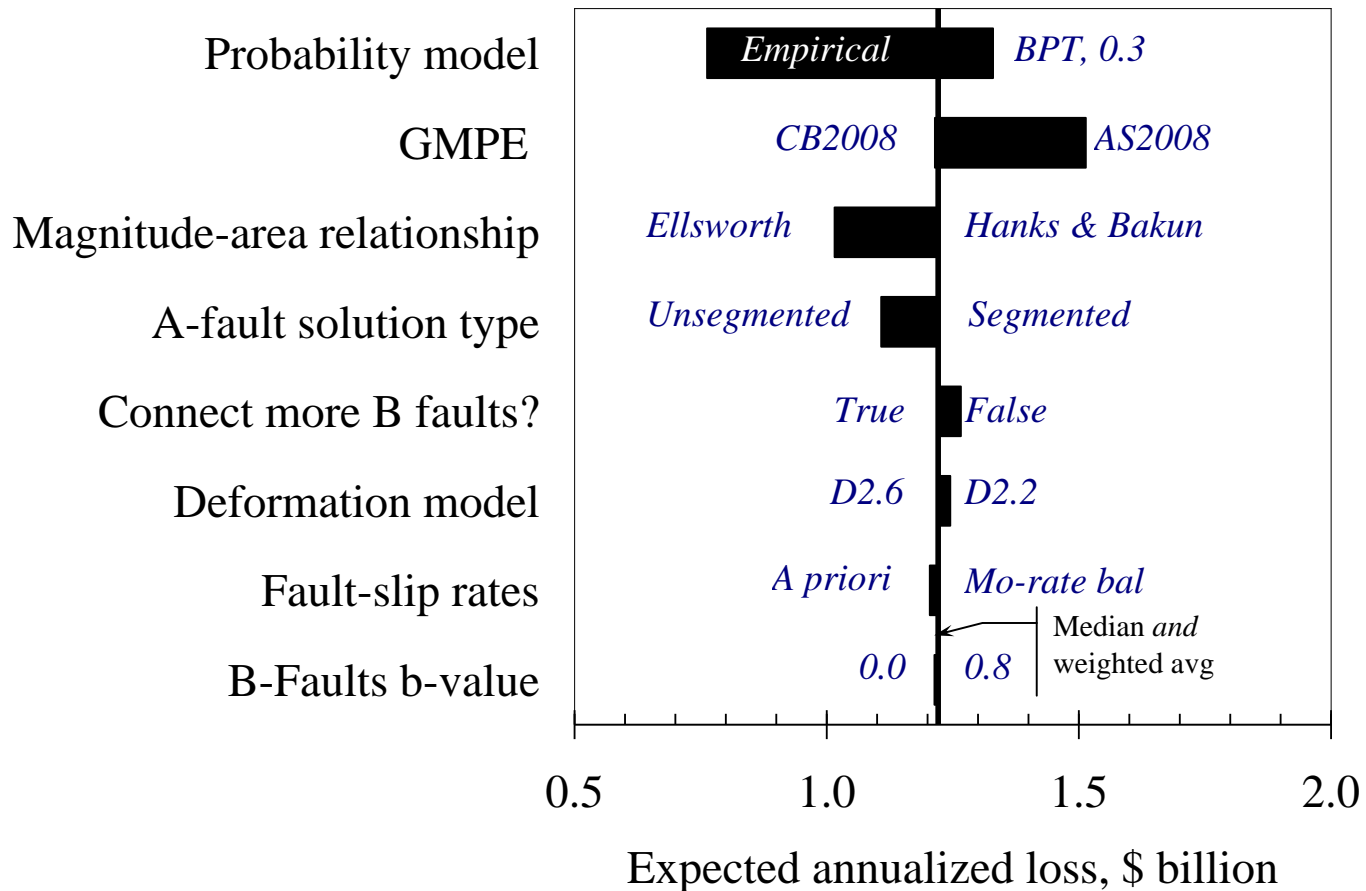 Probability model Empirical BPT, 0.3
GMPE CB2008 AS2008
Magnitude-area relationship Ellsworth Hanks & Bakun
A-fault solution type Unsegmented Segmented
Connect more B faults? True False
Deformation model D2.6 D2.2
Fault-slip rates A priori Mo-rate bal
Median and
weighted avg
B-Faults b-value 0.0 0.8
0.5 1.0 1.5 2.0
Expected annualized loss, $ billion